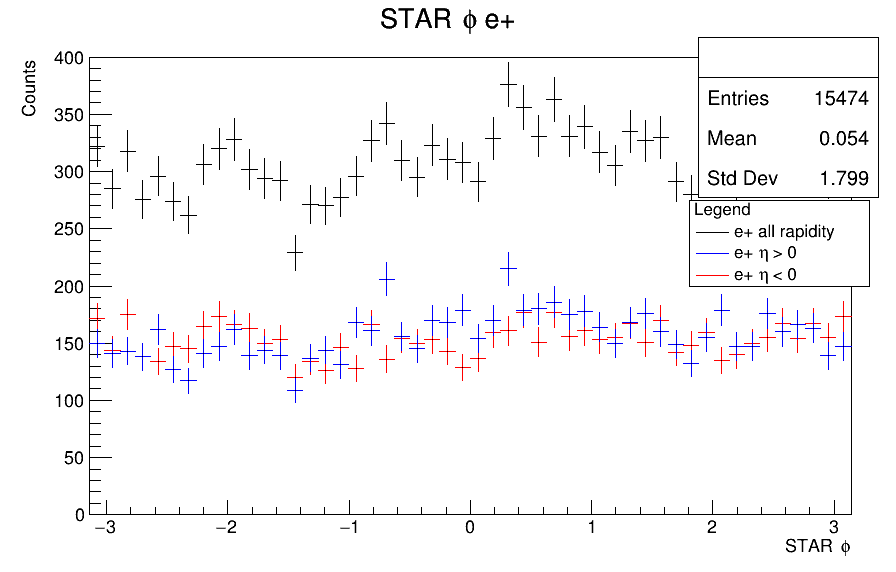 STAR ϕ e+
Counts
400
350
300
250
200
150
100
50
0
−3 −2 −1 0 1 2 3
STAR ϕ
Entries 15474
Mean 0.054
Std Dev 1.799
Legend
e+ all rapidity
e+ η > 0
e+ η < 0